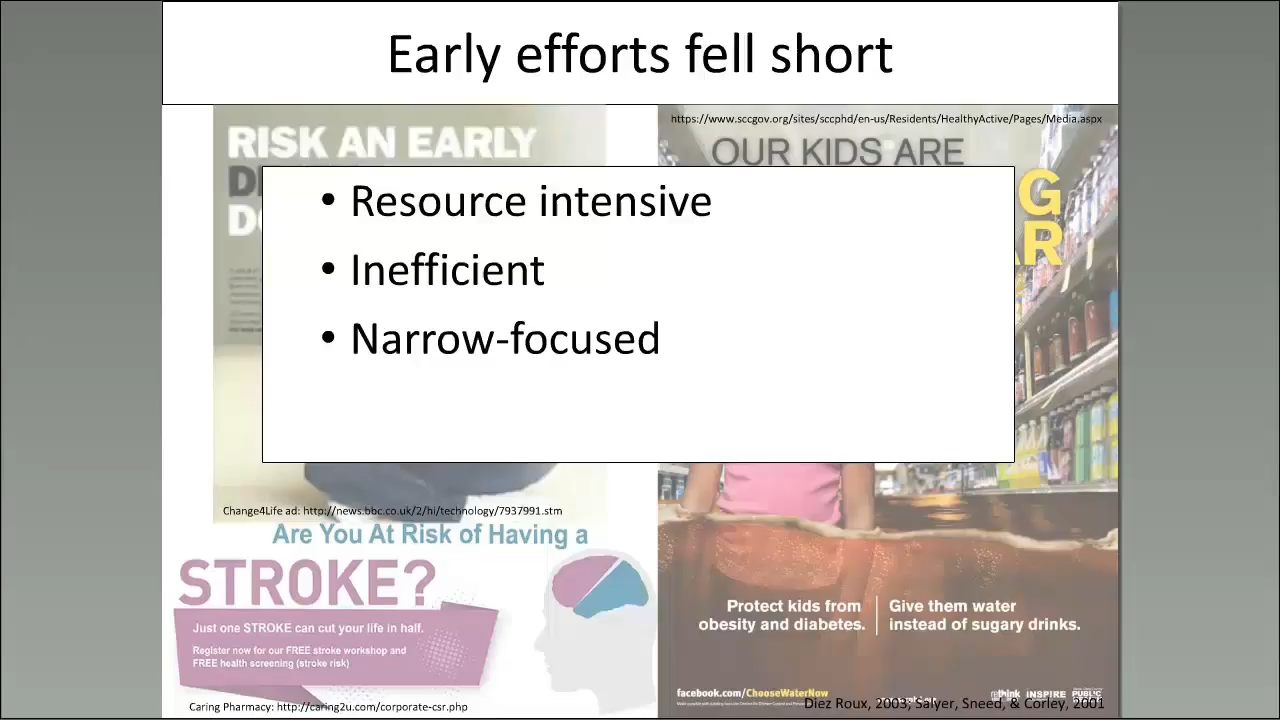 Early efforts fell short
https://www.sccgov.org/sites/sccphd/en-us/Residents/HealthyActive/Pages/Media.aspx
RISK AN EARLY
OUR KIDS ARE
G
AR
• Resource intensive
• Inefficient
• Narrow-focused
Change4Life ad: http://news.bbc.co.uk/2/hi/technology/7937991.stm
Are You At Risk of Having a
STROKE?
Just one STROKE can cut your life in half.
Register now for our FREE stroke workshop and
FREE health screening (stroke risk)
Caring Pharmacy: http://caring2u.com/corporate-csr.php
Protect kids from
obesity and diabetes.
Give them water
instead of sugary drinks.
facebook.com/ChooseWaterNow
rethink INSPIRE PUBLIC
Diez Roux, 2003; Salyer, Sneed, & Corley, 2001